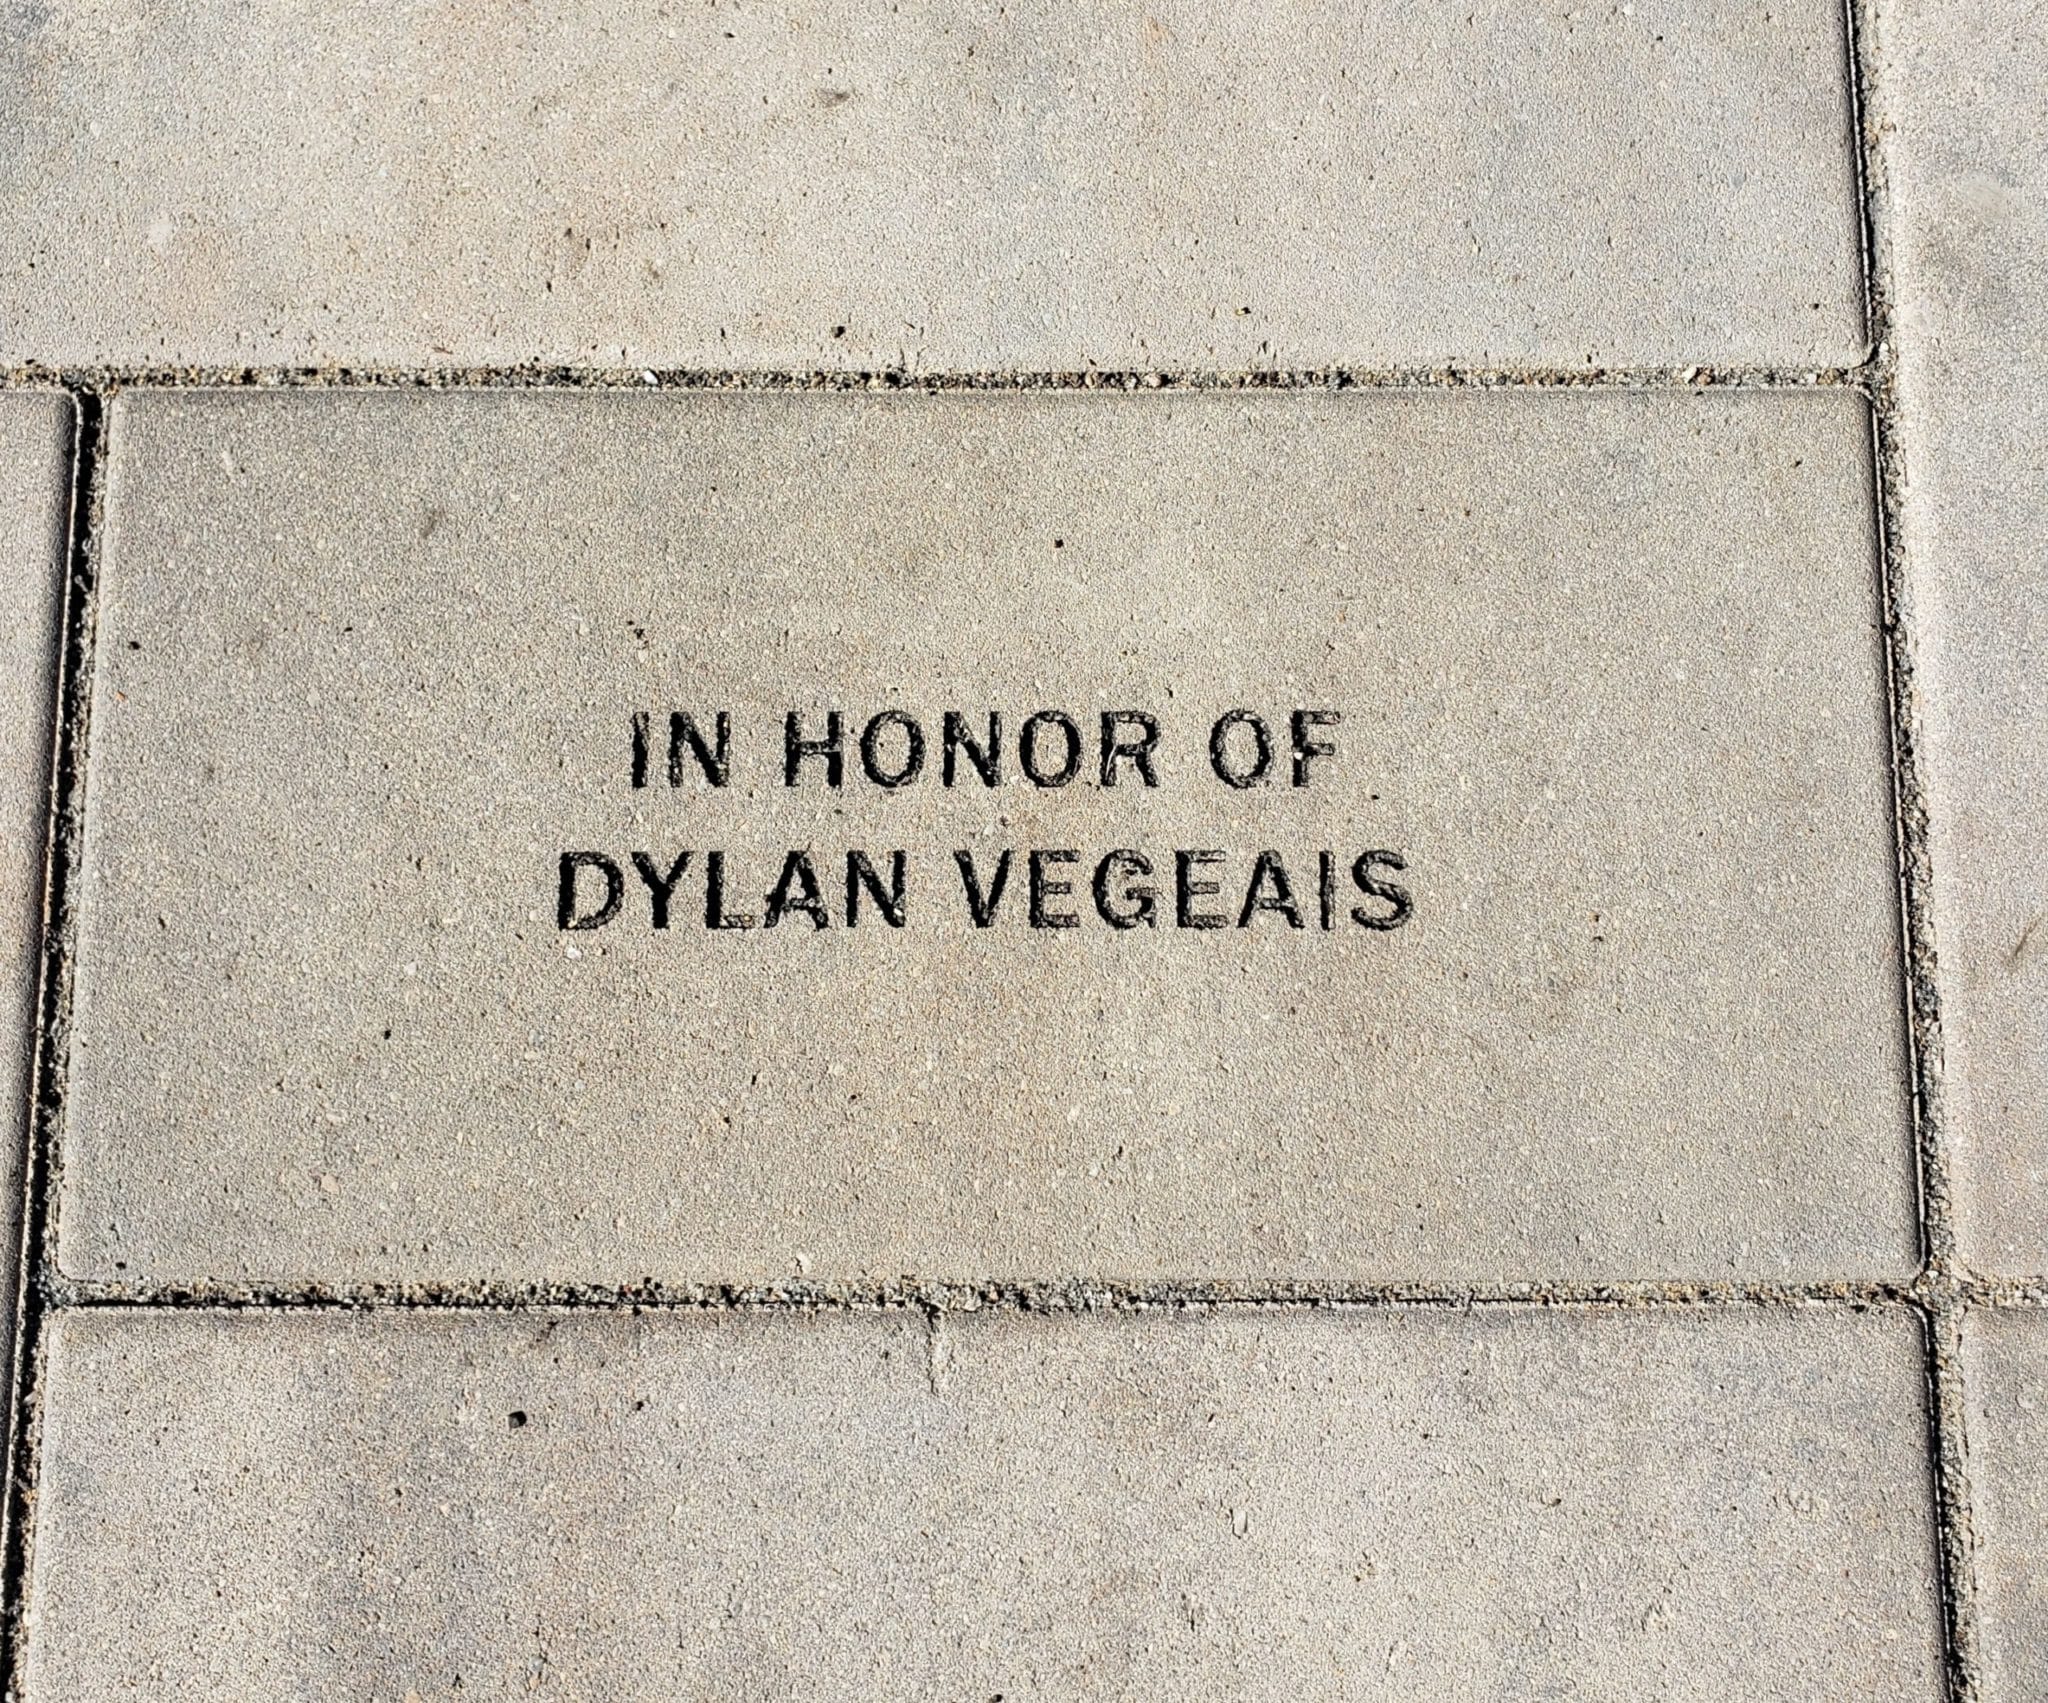 IN HONOR OF
DYLAN VEGEAIS